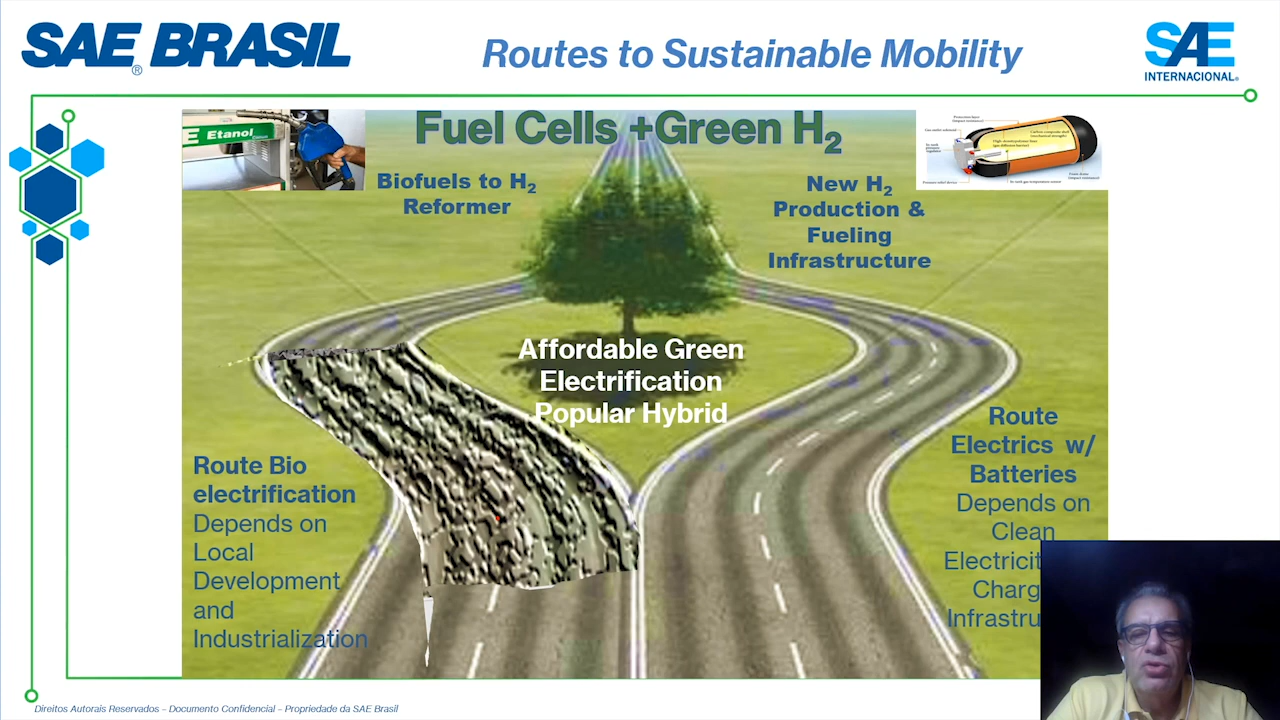 SAE BRASIL
®
Routes to Sustainable Mobility
SAE
INTERNACIONAL®
Etanol
Fuel Cells +Green H2
Biofuels to H2
Reformer
New H2
Production &
Fueling
Infrastructure
Affordable Green
Electrification
Popular Hybrid
Route Bio
electrification
Depends on
Local
Development
and
Industrialization
Route
Electrics w/
Batteries
Depends on
Clean
Direitos Autorais Reservados – Documento Confidencial – Propriedade da SAE Brasil